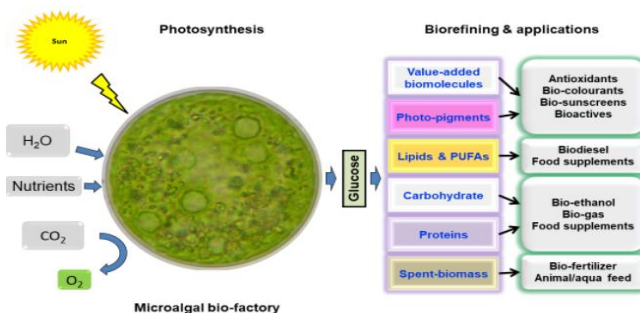 Photosynthesis
Biorefining & applications
Sun
H₂O
Nutrients
CO₂
O₂
Microalgal bio-factory
Glucose
Value-added
biomolecules
Photo-pigments
Lipids & PUFAs
Carbohydrate
Proteins
Spent-biomass
Antioxidants
Bio-colourants
Bio-sunscreens
Bioactives
Biodiesel
Food supplements
Bio-ethanol
Bio-gas
Food supplements
Bio-fertilizer
Animal/aqua feed